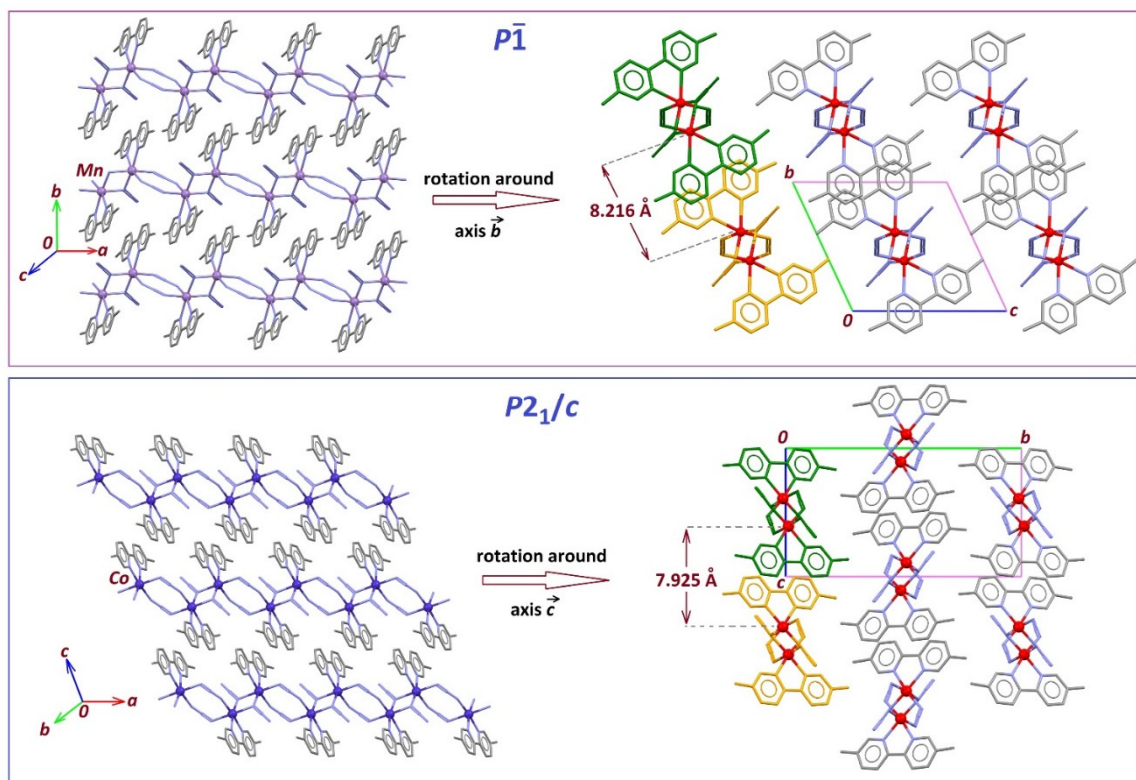 P1̄
Mn
b
0
a
c
rotation around
axis b⃗
8.216 Å
b
0
c
P2₁/c
Co
c
0
a
b
rotation around
axis c⃗
7.925 Å
0
b
c